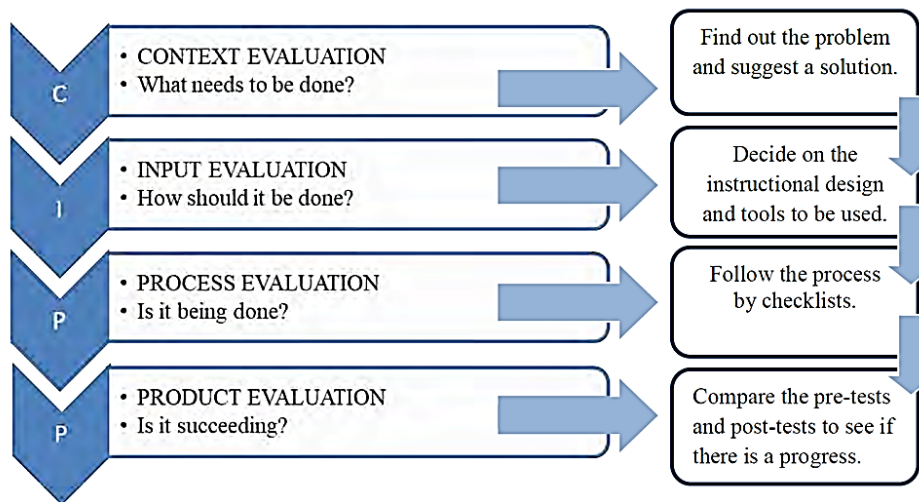 C
• CONTEXT EVALUATION
• What needs to be done?
Find out the problem
and suggest a solution.
I
• INPUT EVALUATION
• How should it be done?
Decide on the
instructional design
and tools to be used.
P
• PROCESS EVALUATION
• Is it being done?
Follow the process
by checklists.
P
• PRODUCT EVALUATION
• Is it succeeding?
Compare the pre-tests
and post-tests to see if
there is a progress.